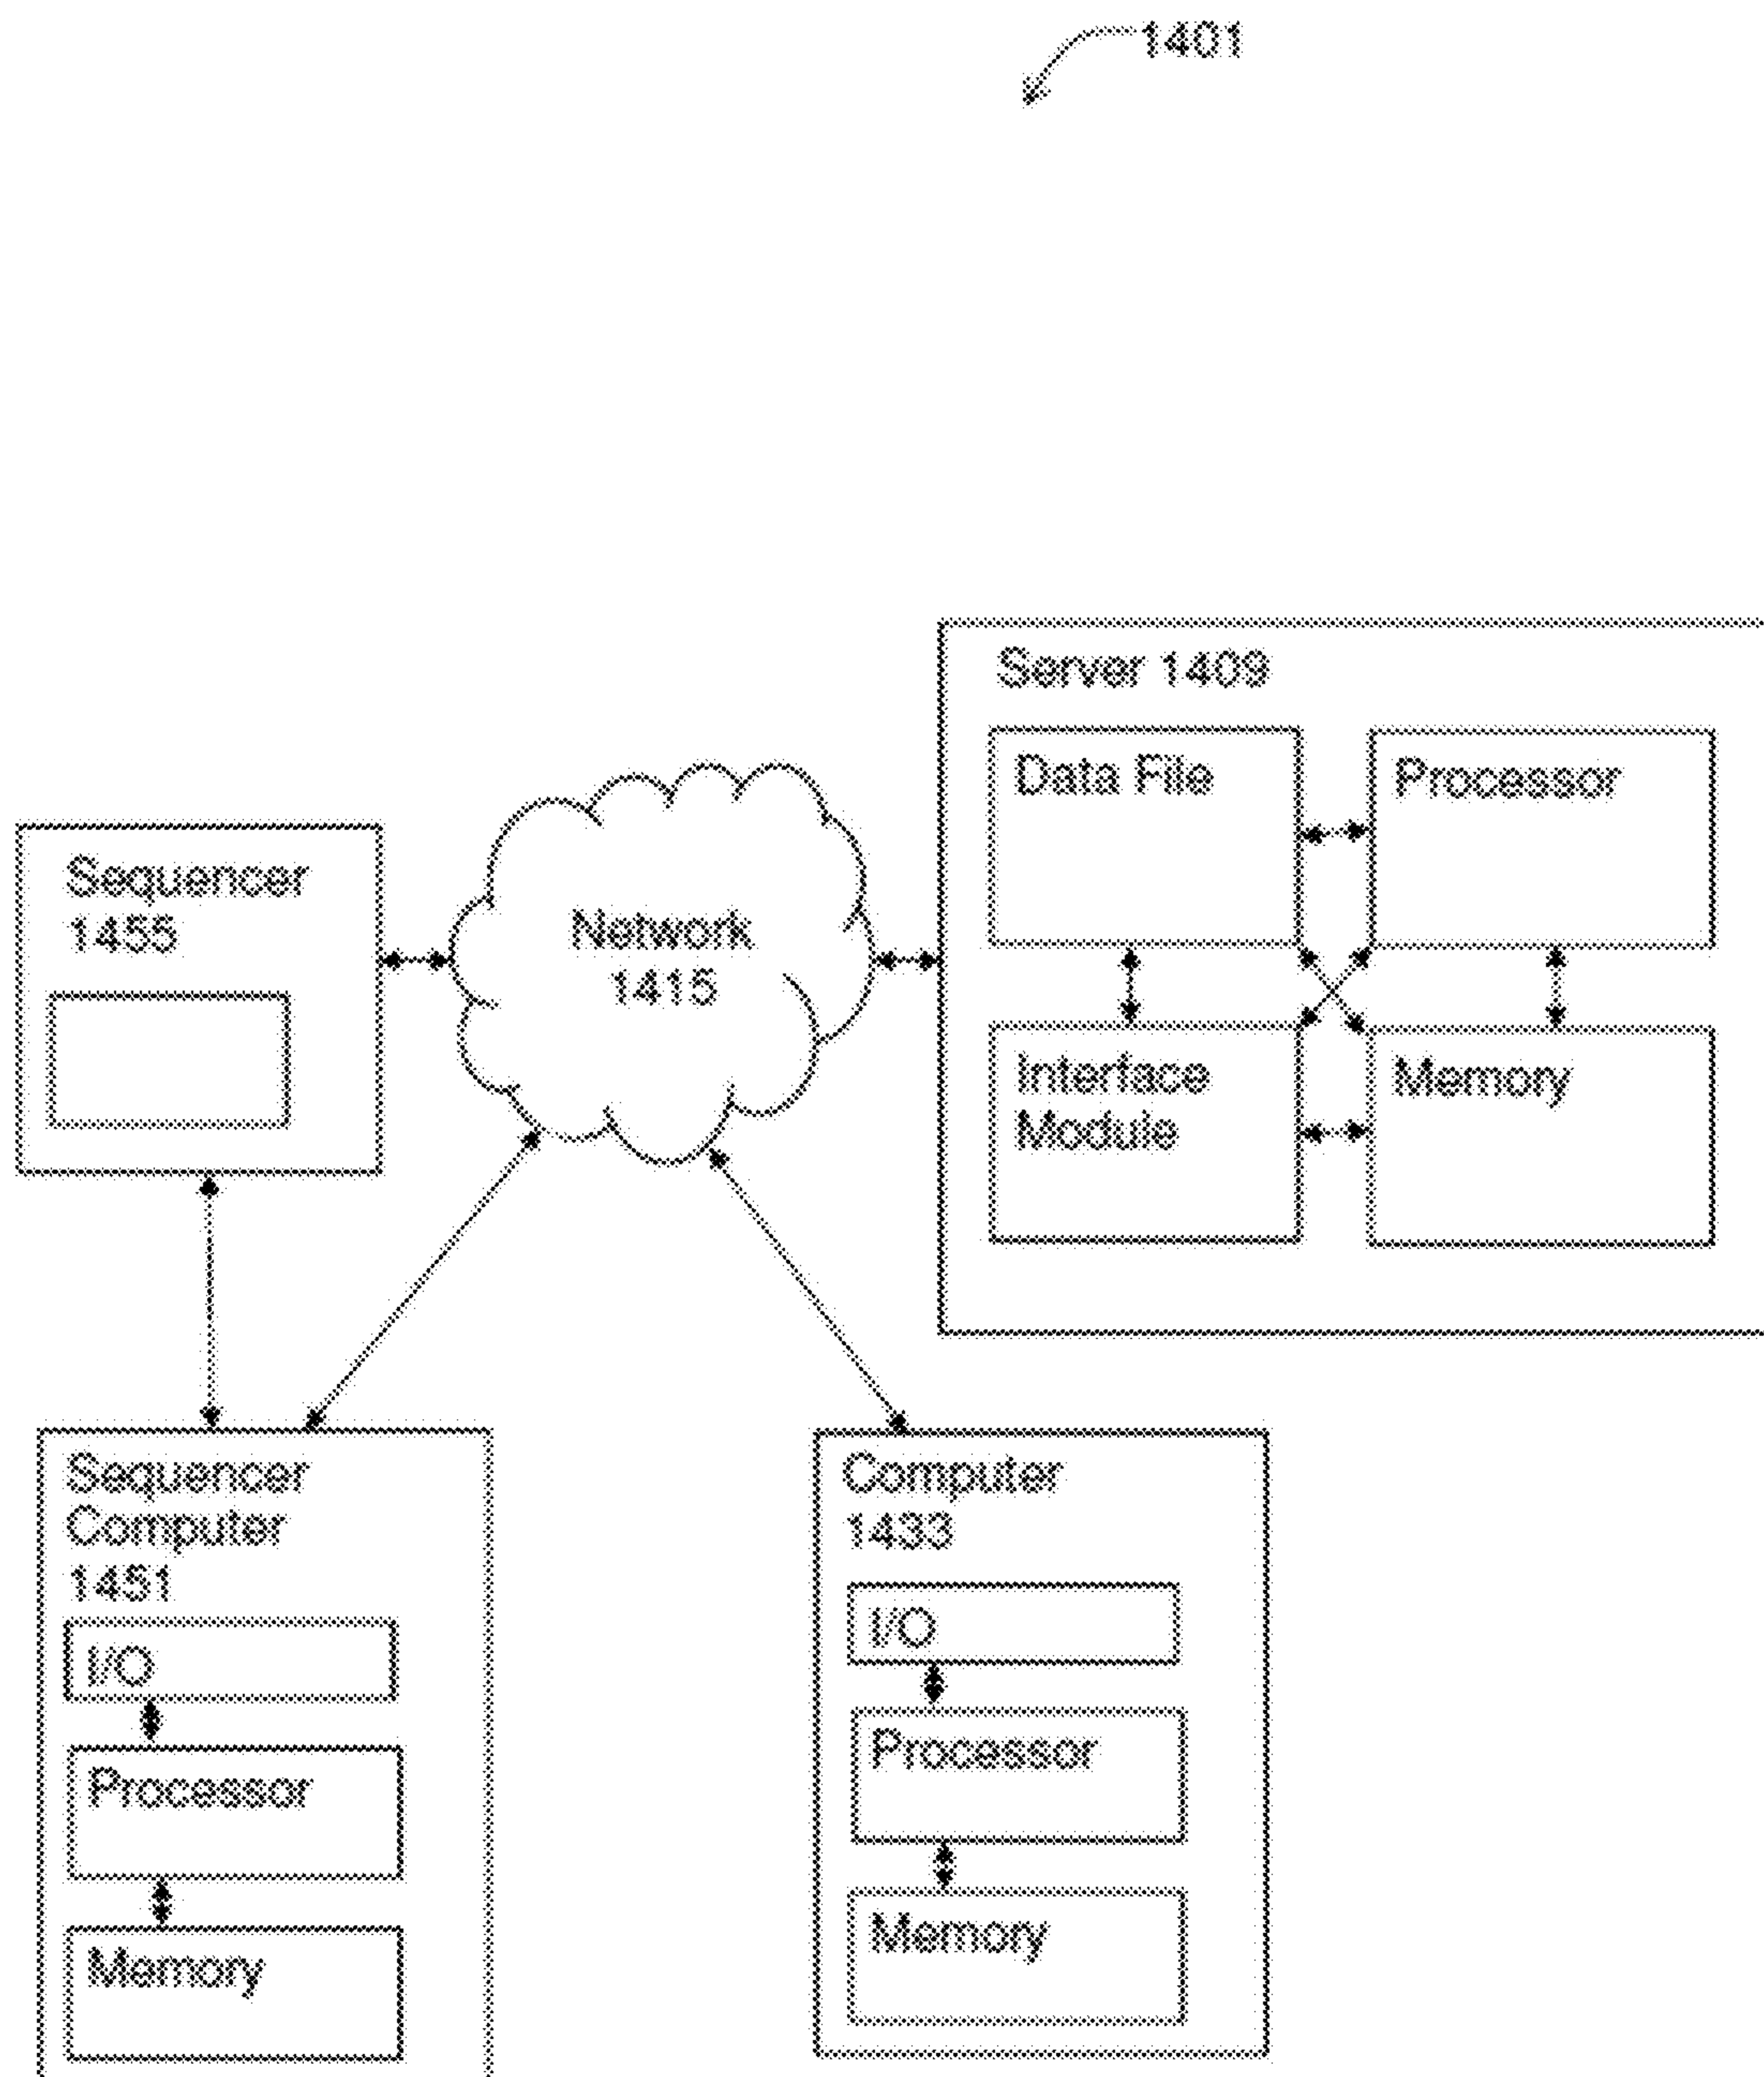 1401
Server 1409
Data File
Processor
Sequencer
1455
Network
1415
Interface
Module
Memory
Sequencer
Computer
1451
I/O
Processor
Memory
Computer
1433
I/O
Processor
Memory